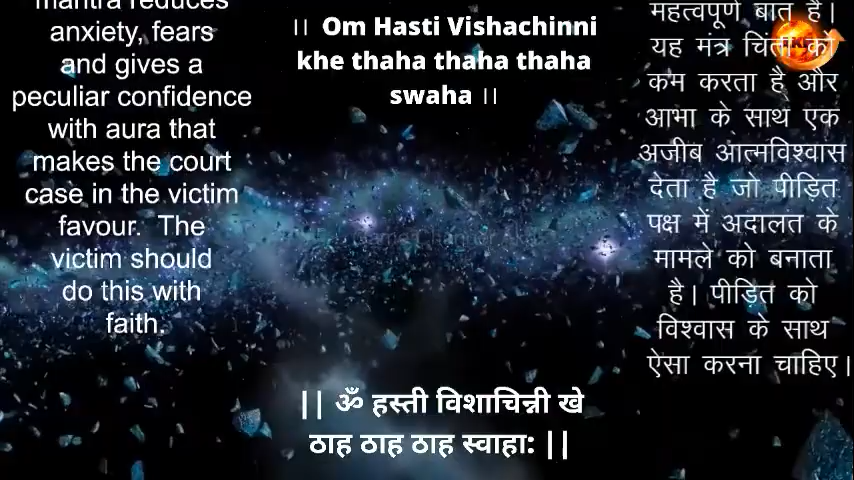 mantra reduces
anxiety, fears
and gives a
peculiar confidence
with aura that
makes the court
case in the victim
favour. The
victim should
do this with
faith.
।। Om Hasti Vishachinni
khe thaha thaha thaha
swaha ।।
महत्वपूर्ण बात है।
यह मंत्र चिंता को
कम करता है और
आभा के साथ एक
अजीब आत्मविश्वास
देता है जो पीड़ित
पक्ष में अदालत के
मामले को बनाता
है। पीड़ित को
विश्वास के साथ
ऐसा करना चाहिए।
|| ॐ हस्ती विशाचिन्नी खे
ठाह ठाह ठाह स्वाहा: ||